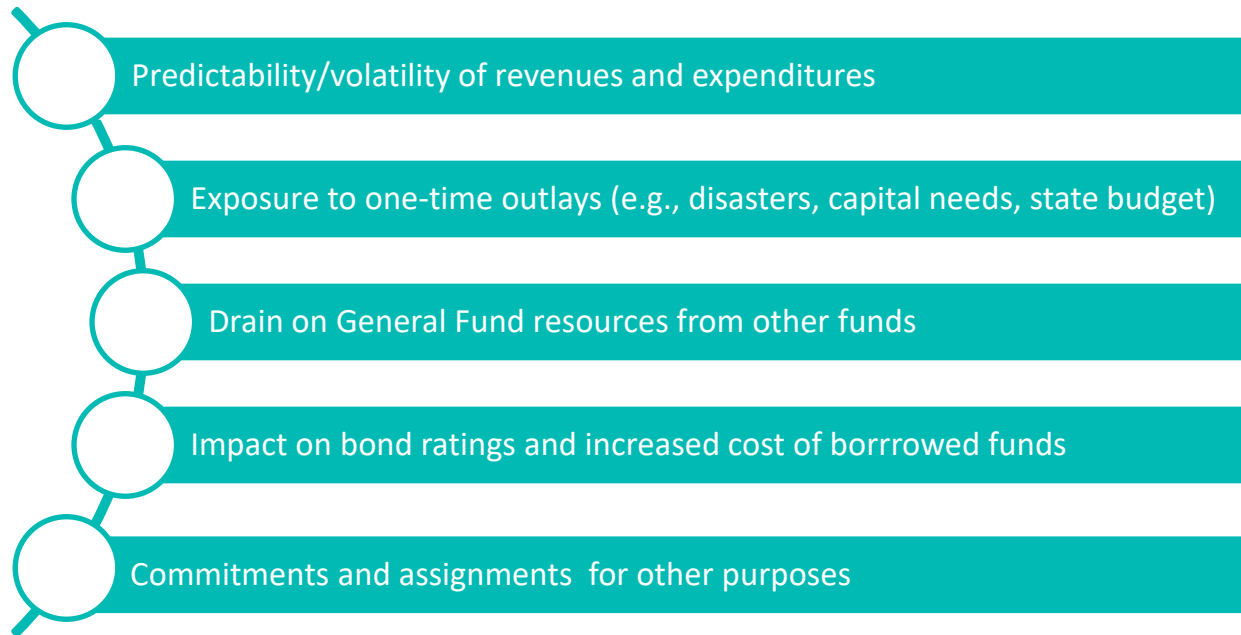 Predictability/volatility of revenues and expenditures
Exposure to one-time outlays (e.g., disasters, capital needs, state budget)
Drain on General Fund resources from other funds
Impact on bond ratings and increased cost of borrrowed funds
Commitments and assignments  for other purposes